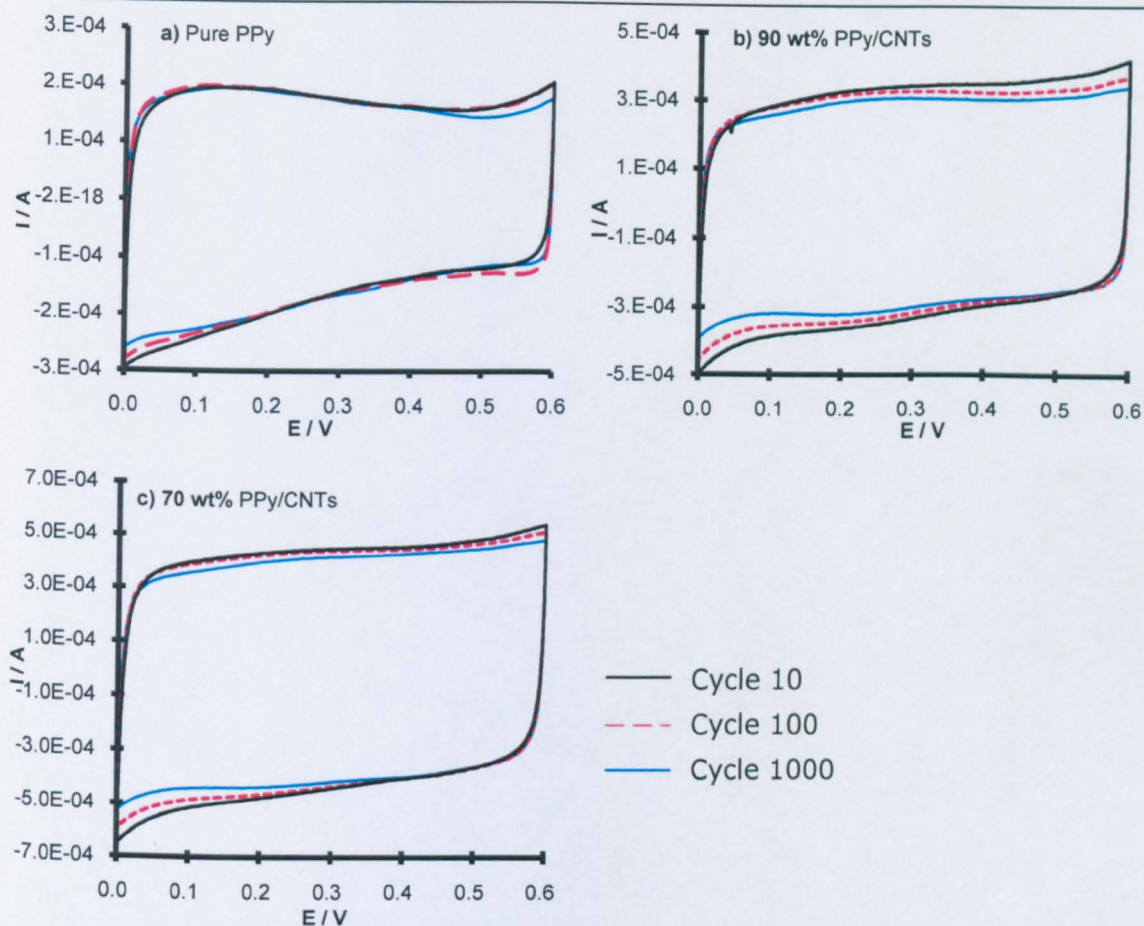 a) Pure PPy
3.E-04
2.E-04
1.E-04
-2.E-18
-1.E-04
-2.E-04
-3.E-04
I / A
0.0 0.1 0.2 0.3 0.4 0.5 0.6
E / V
b) 90 wt% PPy/CNTs
5.E-04
3.E-04
1.E-04
-1.E-04
-3.E-04
-5.E-04
I / A
0.0 0.1 0.2 0.3 0.4 0.5 0.6
E / V
c) 70 wt% PPy/CNTs
7.0E-04
5.0E-04
3.0E-04
1.0E-04
-1.0E-04
-3.0E-04
-5.0E-04
-7.0E-04
I / A
0.0 0.1 0.2 0.3 0.4 0.5 0.6
E / V
Cycle 10
Cycle 100
Cycle 1000